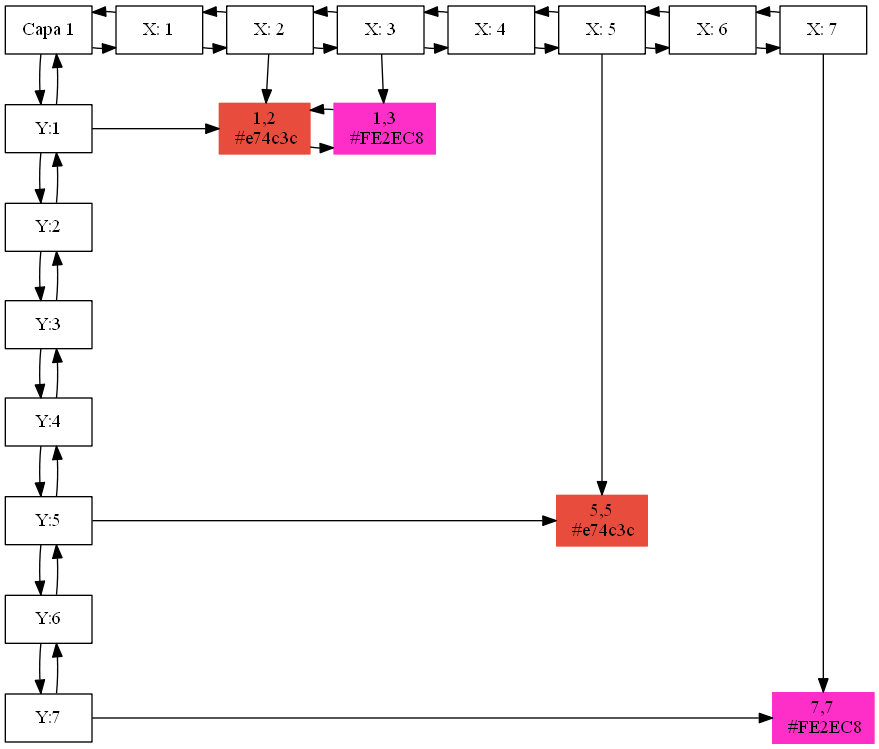 Capa 1
X: 1
X: 2
X: 3
X: 4
X: 5
X: 6
X: 7
Y:1
1,2
#e74c3c
1,3
#FE2EC8
Y:2
Y:3
Y:4
Y:5
5,5
#e74c3c
Y:6
Y:7
7,7
#FE2EC8